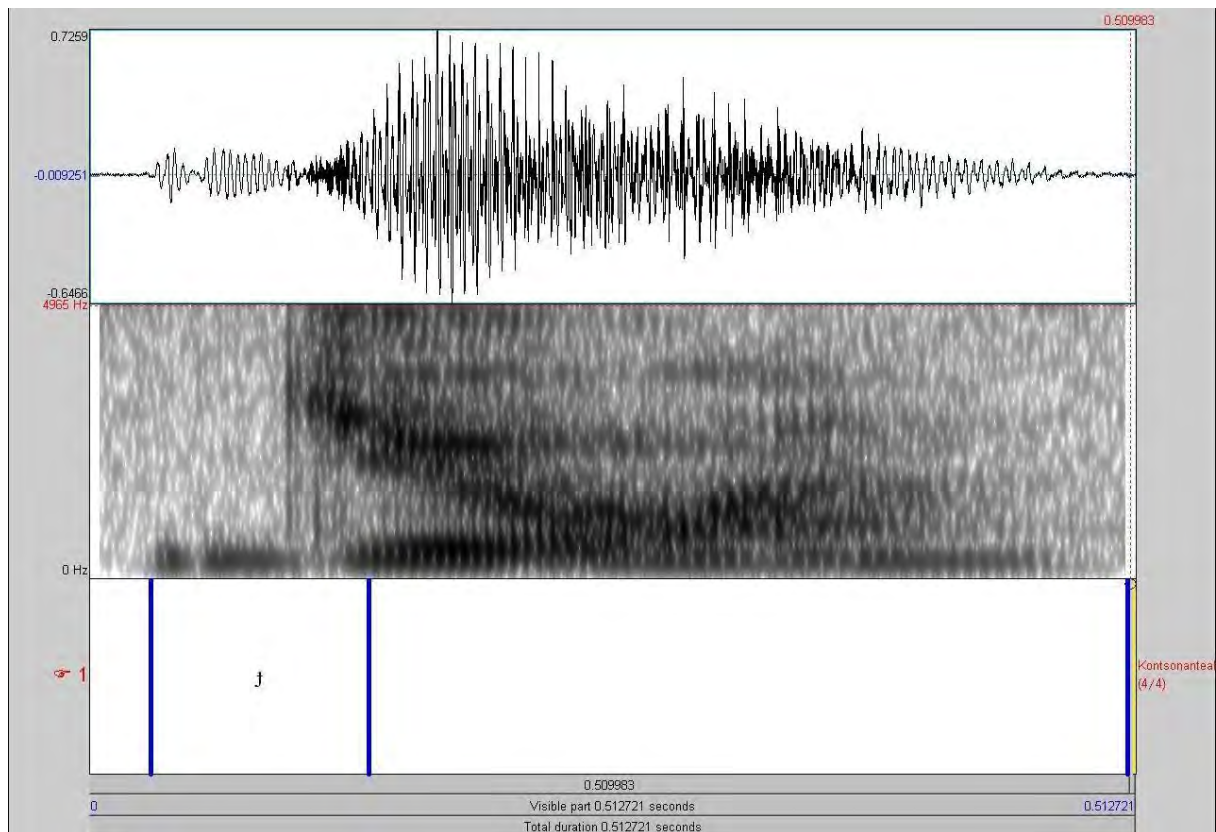 0.509983
0.7259
-0.009251
-0.6466
4965 Hz
0 Hz
ɟ
☞ 1
Kontsonanteal
(4/4)
0.509983
0 Visible part 0.512721 seconds 0.512721
Total duration 0.512721 seconds